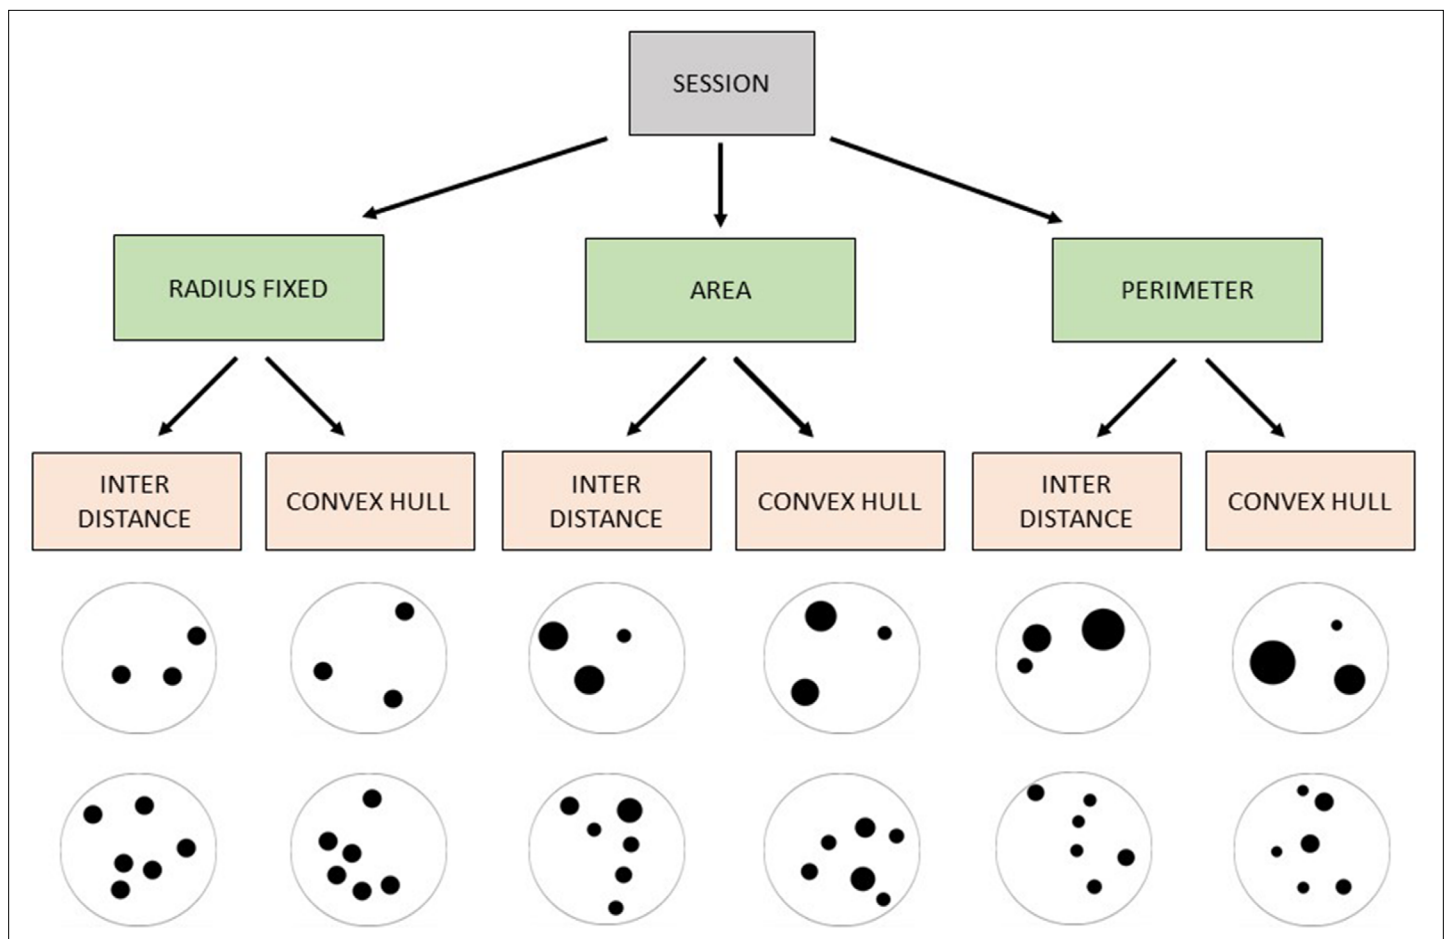 SESSION
RADIUS FIXED
AREA
PERIMETER
INTER
DISTANCE
CONVEX HULL
INTER
DISTANCE
CONVEX HULL
INTER
DISTANCE
CONVEX HULL